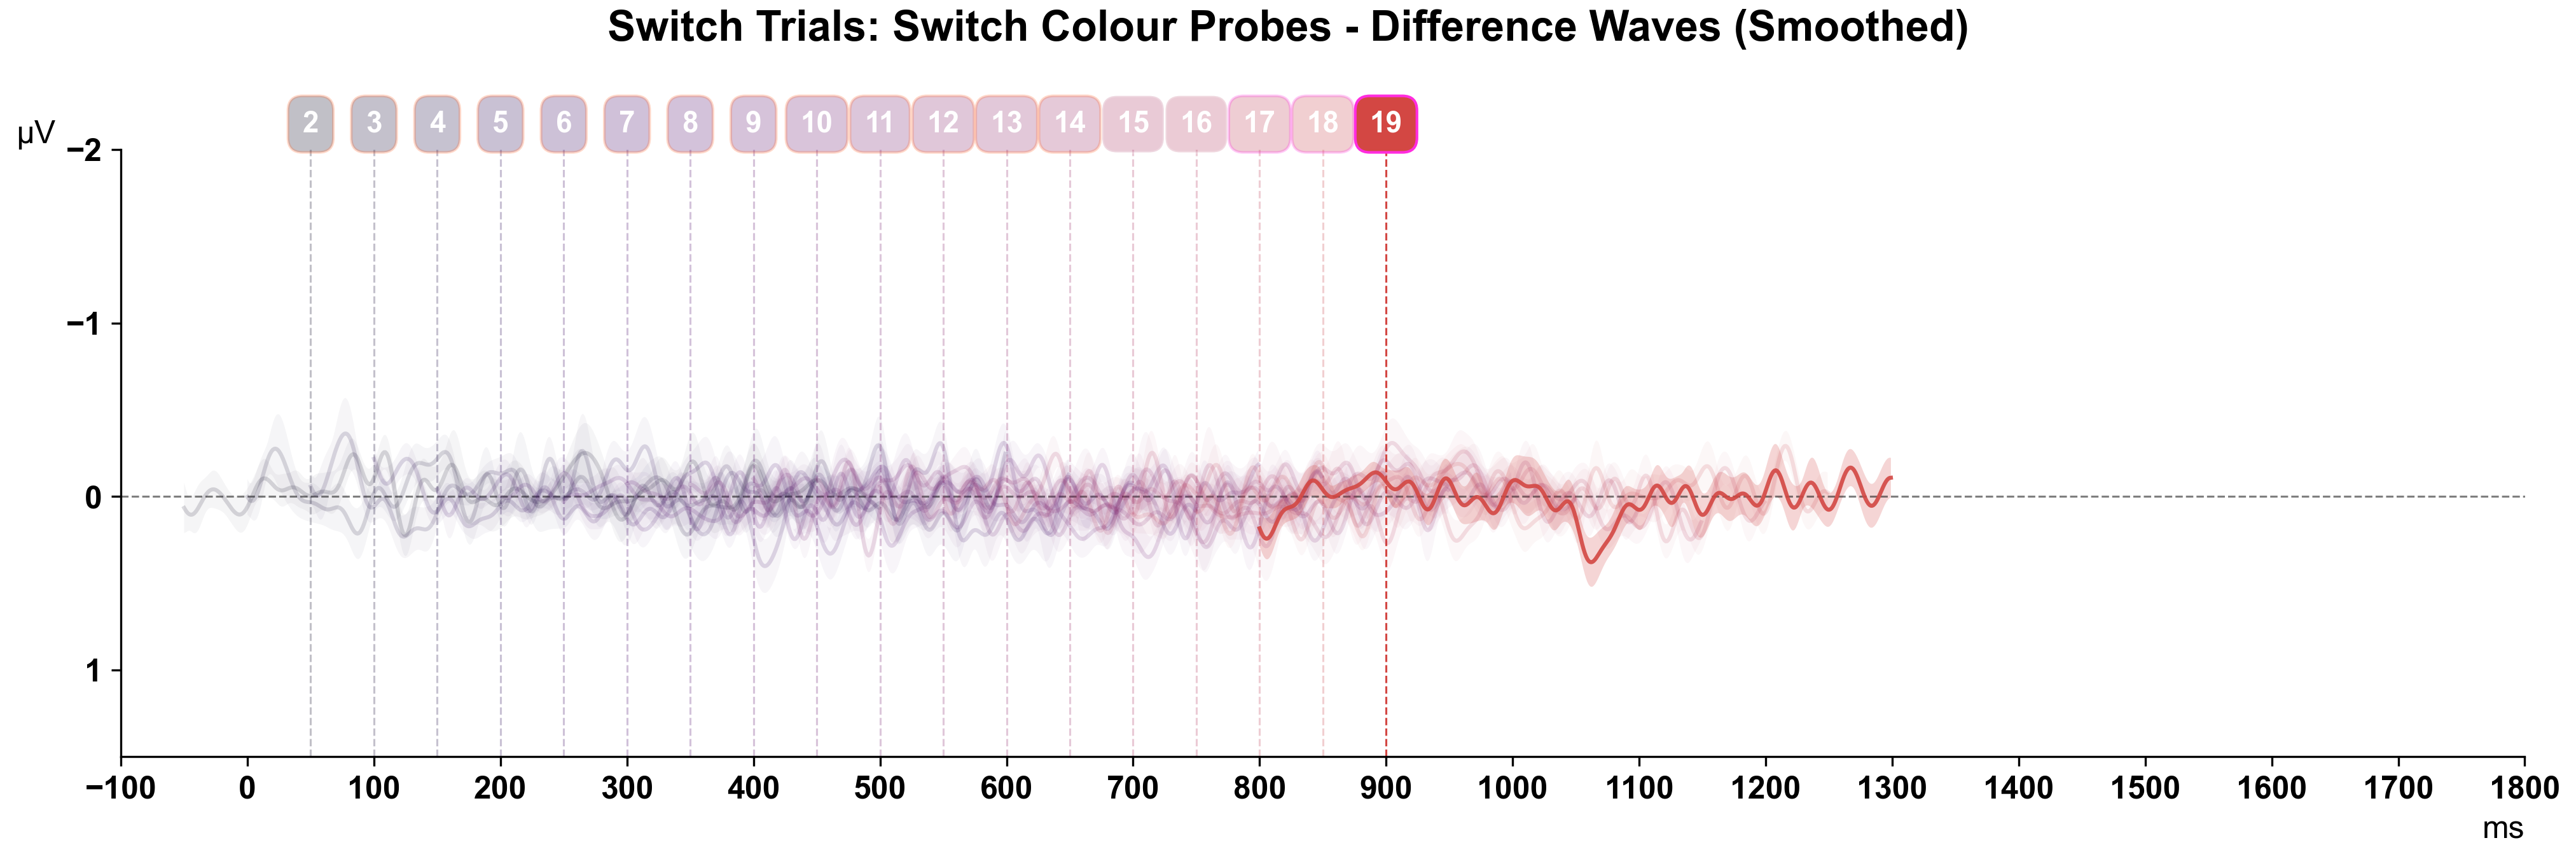 Switch Trials: Switch Colour Probes - Difference Waves (Smoothed)
2 3 4 5 6 7 8 9 10 11 12 13 14 15 16 17 18 19
µV
−2
−1
0
1
−100 0 100 200 300 400 500 600 700 800 900 1000 1100 1200 1300 1400 1500 1600 1700 1800
ms